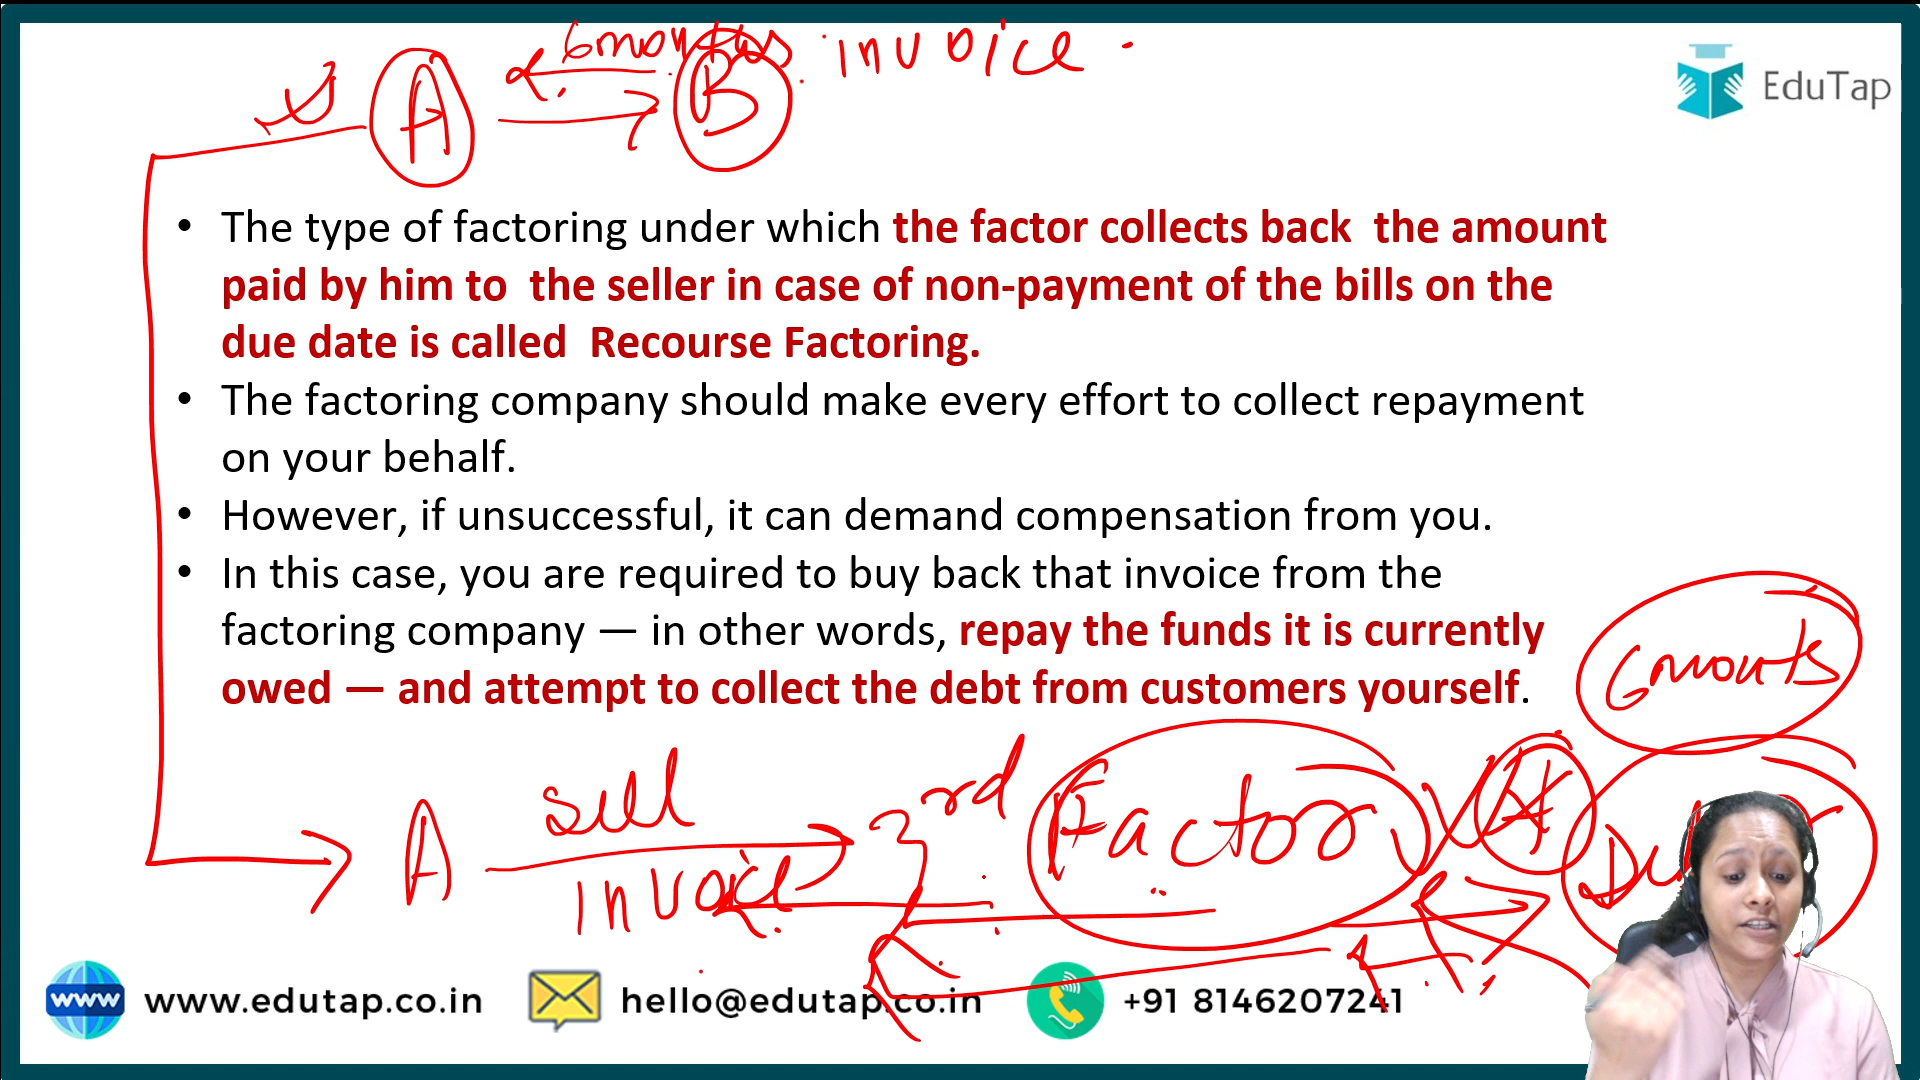 6 months invoice
A B
EduTap
• The type of factoring under which the factor collects back the amount
paid by him to the seller in case of non-payment of the bills on the
due date is called Recourse Factoring.
• The factoring company should make every effort to collect repayment
on your behalf.
• However, if unsuccessful, it can demand compensation from you.
• In this case, you are required to buy back that invoice from the
factoring company — in other words, repay the funds it is currently
owed — and attempt to collect the debt from customers yourself.
6 months
A sell 3rd Factor
invoice
www www.edutap.co.in hello@edutap.co.in +91 8146207241